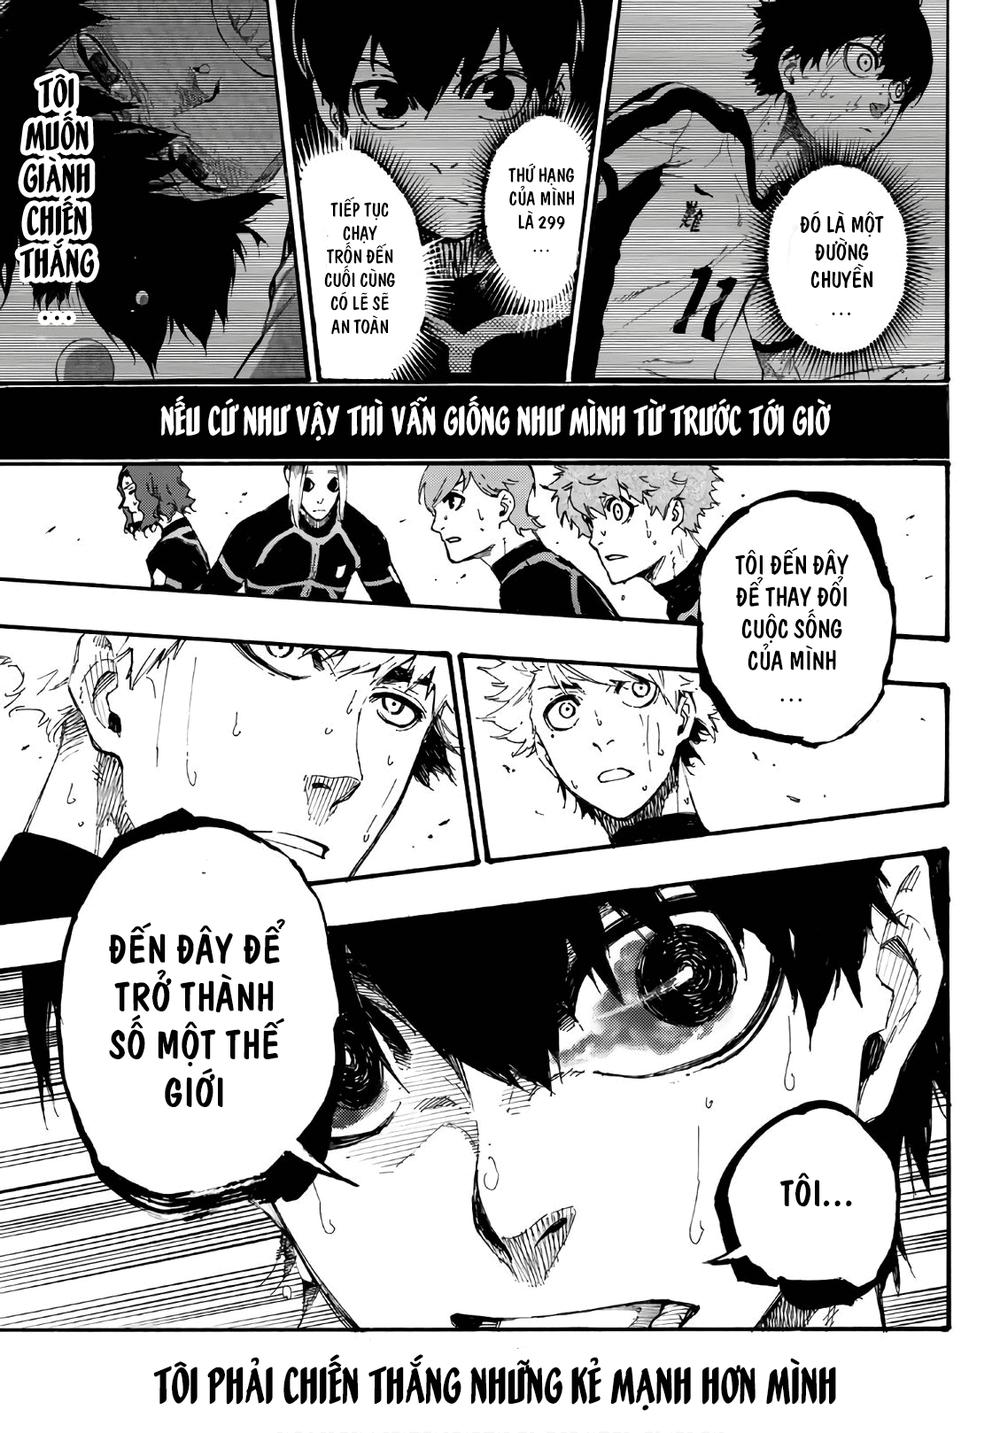 ĐÓ LÀ MỘT
ĐƯỜNG
CHUYỀN
...
一難
11
THỨ HẠNG
CỦA MÌNH
LÀ 299
...
TIẾP TỤC
CHẠY
TRỐN ĐẾN
CUỐI CÙNG
CÓ LẼ SẼ
AN TOÀN
TÔI
MUỐN
GIÀNH
CHIẾN
THẮNG
....
NẾU CỨ NHƯ VẬY THÌ VẪN GIỐNG NHƯ MÌNH TỪ TRƯỚC TỚI GIỜ
TÔI ĐẾN ĐÂY
ĐỂ THAY ĐỔI
CUỘC SỐNG
CỦA MÌNH
...
TÔI...
ĐẾN ĐÂY ĐỂ
TRỞ THÀNH
SỐ MỘT THẾ
GIỚI
TÔI PHẢI CHIẾN THẮNG NHỮNG KẺ MẠNH HƠN MÌNH